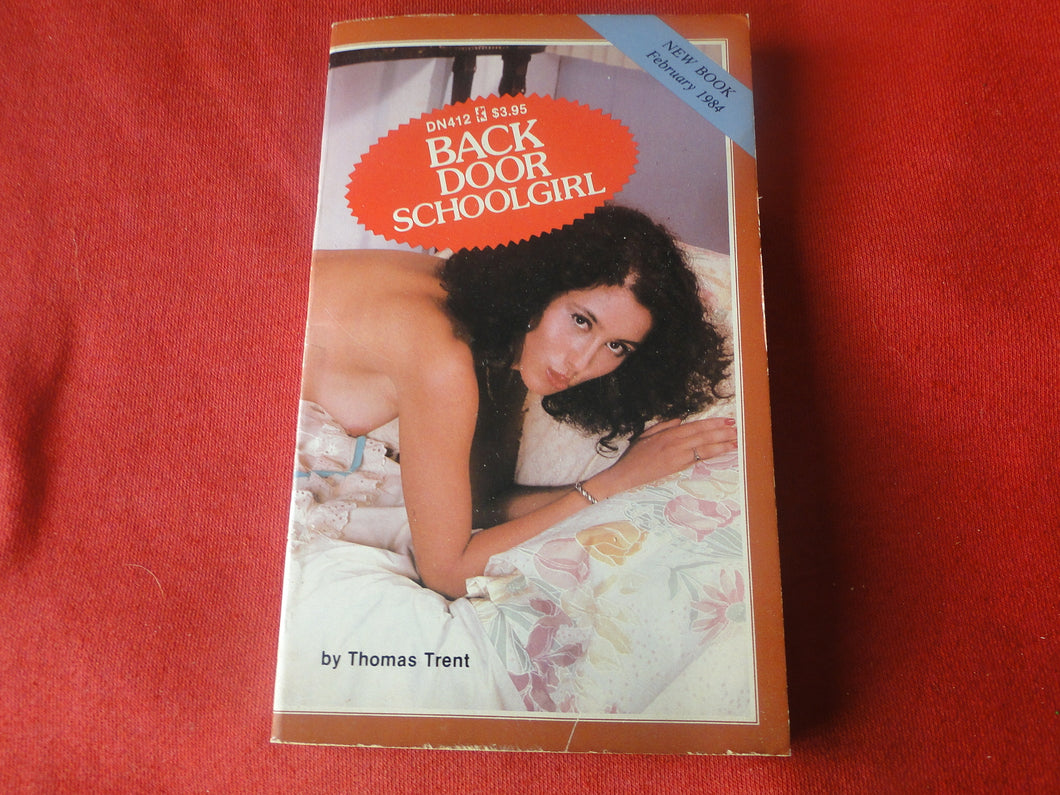 NEW BOOK
February 1984
DN412 $3.95
BACK
DOOR
SCHOOLGIRL
by Thomas Trent